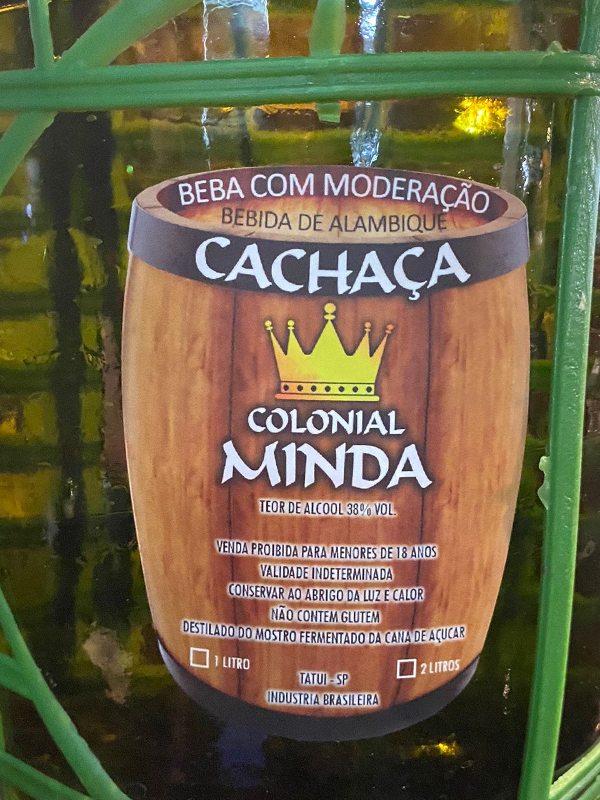 BEBA COM MODERAÇÃO
BEBIDA DE ALAMBIQUE
CACHAÇA
COLONIAL
MINDA
TEOR DE ALCOOL 38% VOL.
VENDA PROIBIDA PARA MENORES DE 18 ANOS
VALIDADE INDETERMINADA
CONSERVAR AO ABRIGO DA LUZ E CALOR
NÃO CONTEM GLUTEM
DESTILADO DO MOSTRO FERMENTADO DA CANA DE AÇUCAR
1 LITRO 2 LITROS
TATUI - SP
INDUSTRIA BRASILEIRA